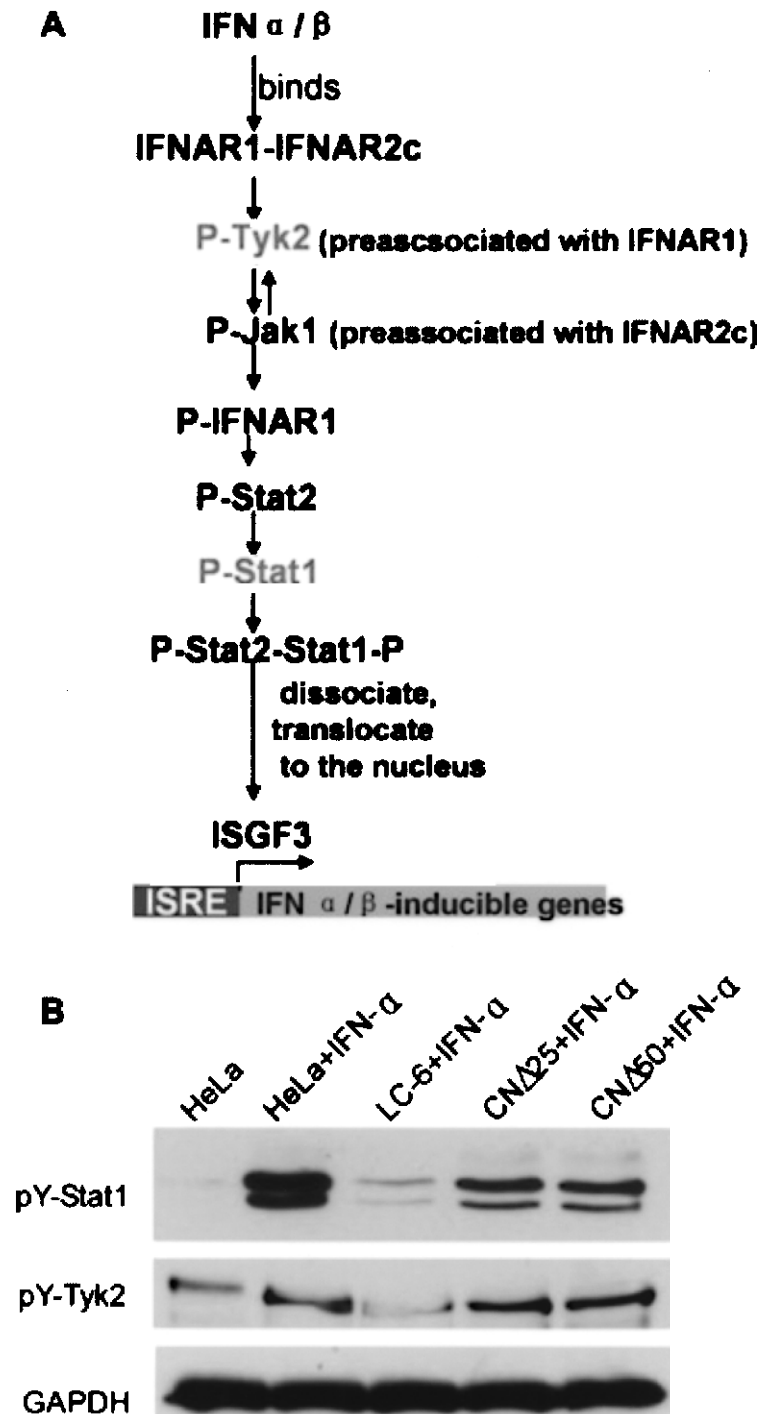 A
IFN α / β
binds
IFNAR1-IFNAR2c
P-Tyk2 (preascsociated with IFNAR1)
P-Jak1 (preassociated with IFNAR2c)
P-IFNAR1
P-Stat2
P-Stat1
P-Stat2-Stat1-P
dissociate,
translocate
to the nucleus
ISGF3
ISRE IFN α / β -inducible genes
B
HeLa HeLa+IFN-α LC-6+IFN-α CNΔ25+IFN-α CNΔ60+IFN-α
pY-Stat1
pY-Tyk2
GAPDH